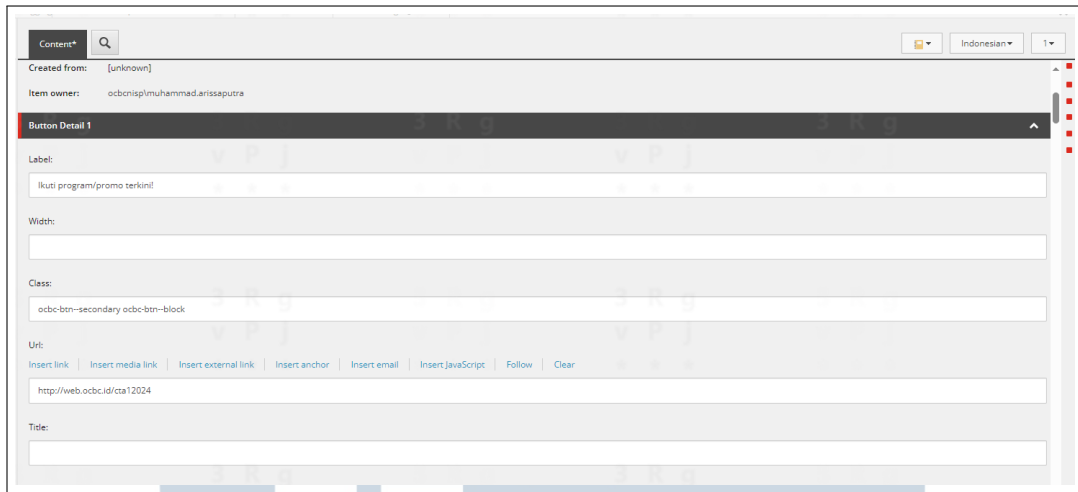 Content*
Indonesian
1
Created from: [unknown]
Item owner: ocbcnisp\muhammad.arissaputra
Button Detail 1
Label:
Ikuti program/promo terkini!
Width:
Class:
ocbc-btn--secondary ocbc-btn--block
Url:
Insert link Insert media link Insert external link Insert anchor Insert email Insert JavaScript Follow Clear
http://web.ocbc.id/cta12024
Title: